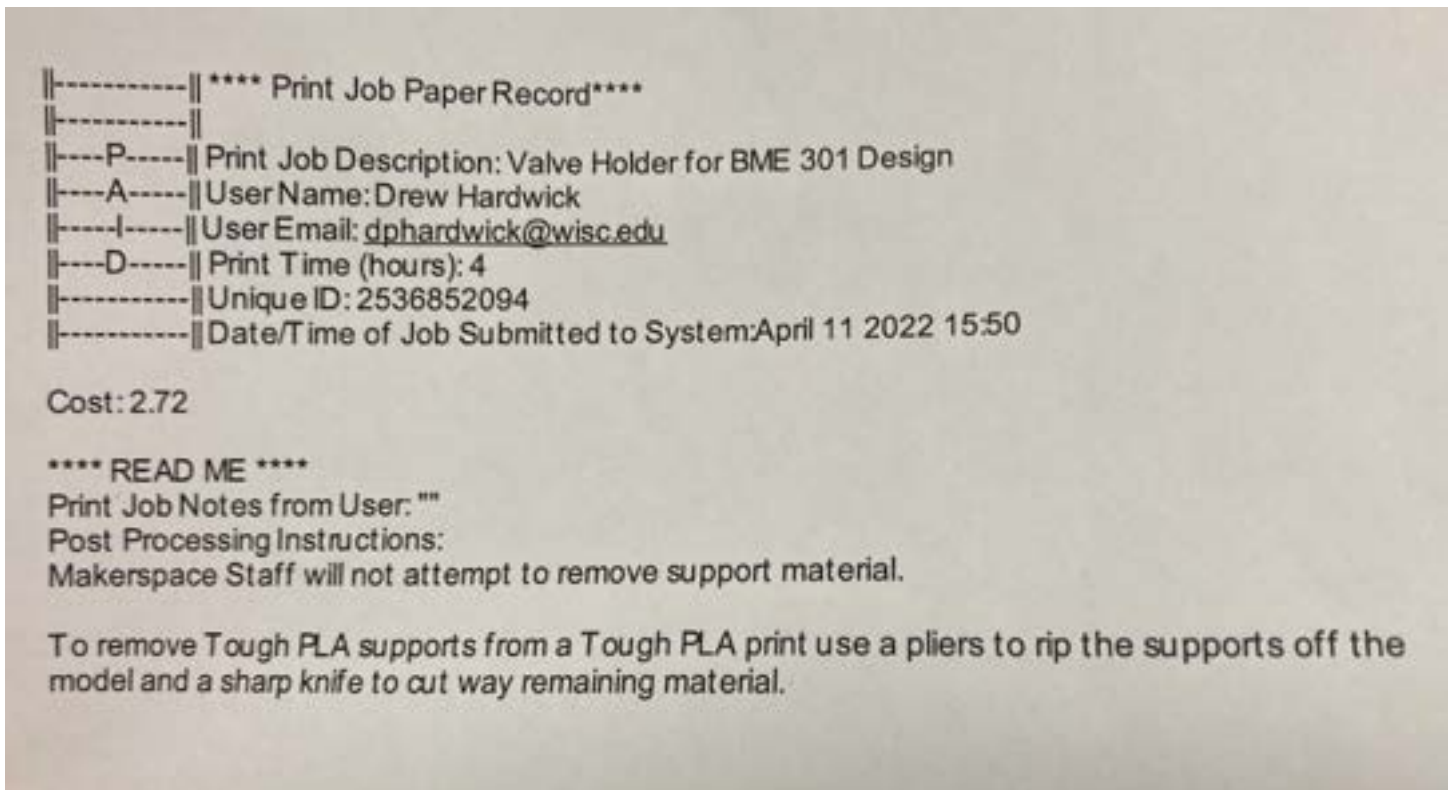 ||-----------|| **** Print Job Paper Record****
||-----------||
||----P-----|| Print Job Description: Valve Holder for BME 301 Design
||----A-----|| User Name: Drew Hardwick
||-----I-----|| User Email: dphardwick@wisc.edu
||----D-----|| Print Time (hours): 4
||-----------|| Unique ID: 2536852094
||-----------|| Date/Time of Job Submitted to System:April 11 2022 15:50
Cost: 2.72
**** READ ME ****
Print Job Notes from User: ""
Post Processing Instructions:
Makerspace Staff will not attempt to remove support material.
To remove Tough PLA supports from a Tough PLA print use a pliers to rip the supports off the
model and a sharp knife to cut way remaining material.